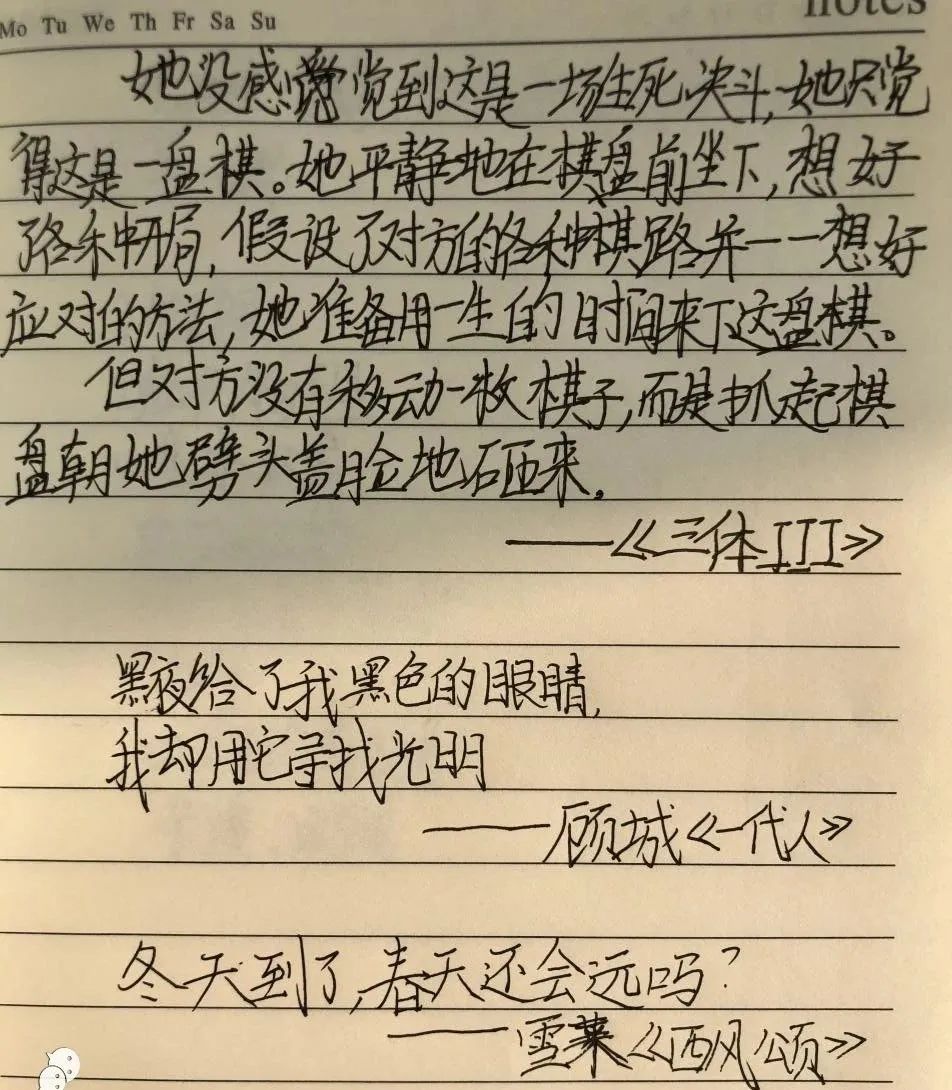 Mo Tu We Th Fr Sa Su
notes
她没感觉到这是一场生死决斗,她只觉
得这是一盘棋。她平静地在棋盘前坐下,想好
了各种开局,假设了对方的各种棋路并一一想好
应对的方法,她准备用一生的时间来下这盘棋。
但对方没有移动一枚棋子,而是抓起棋
盘朝她劈头盖脸地砸来。
——《三体III》
黑夜给了我黑色的眼睛,
我却用它寻找光明
——顾城《一代人》
冬天到了,春天还会远吗?
——雪莱《西风颂》